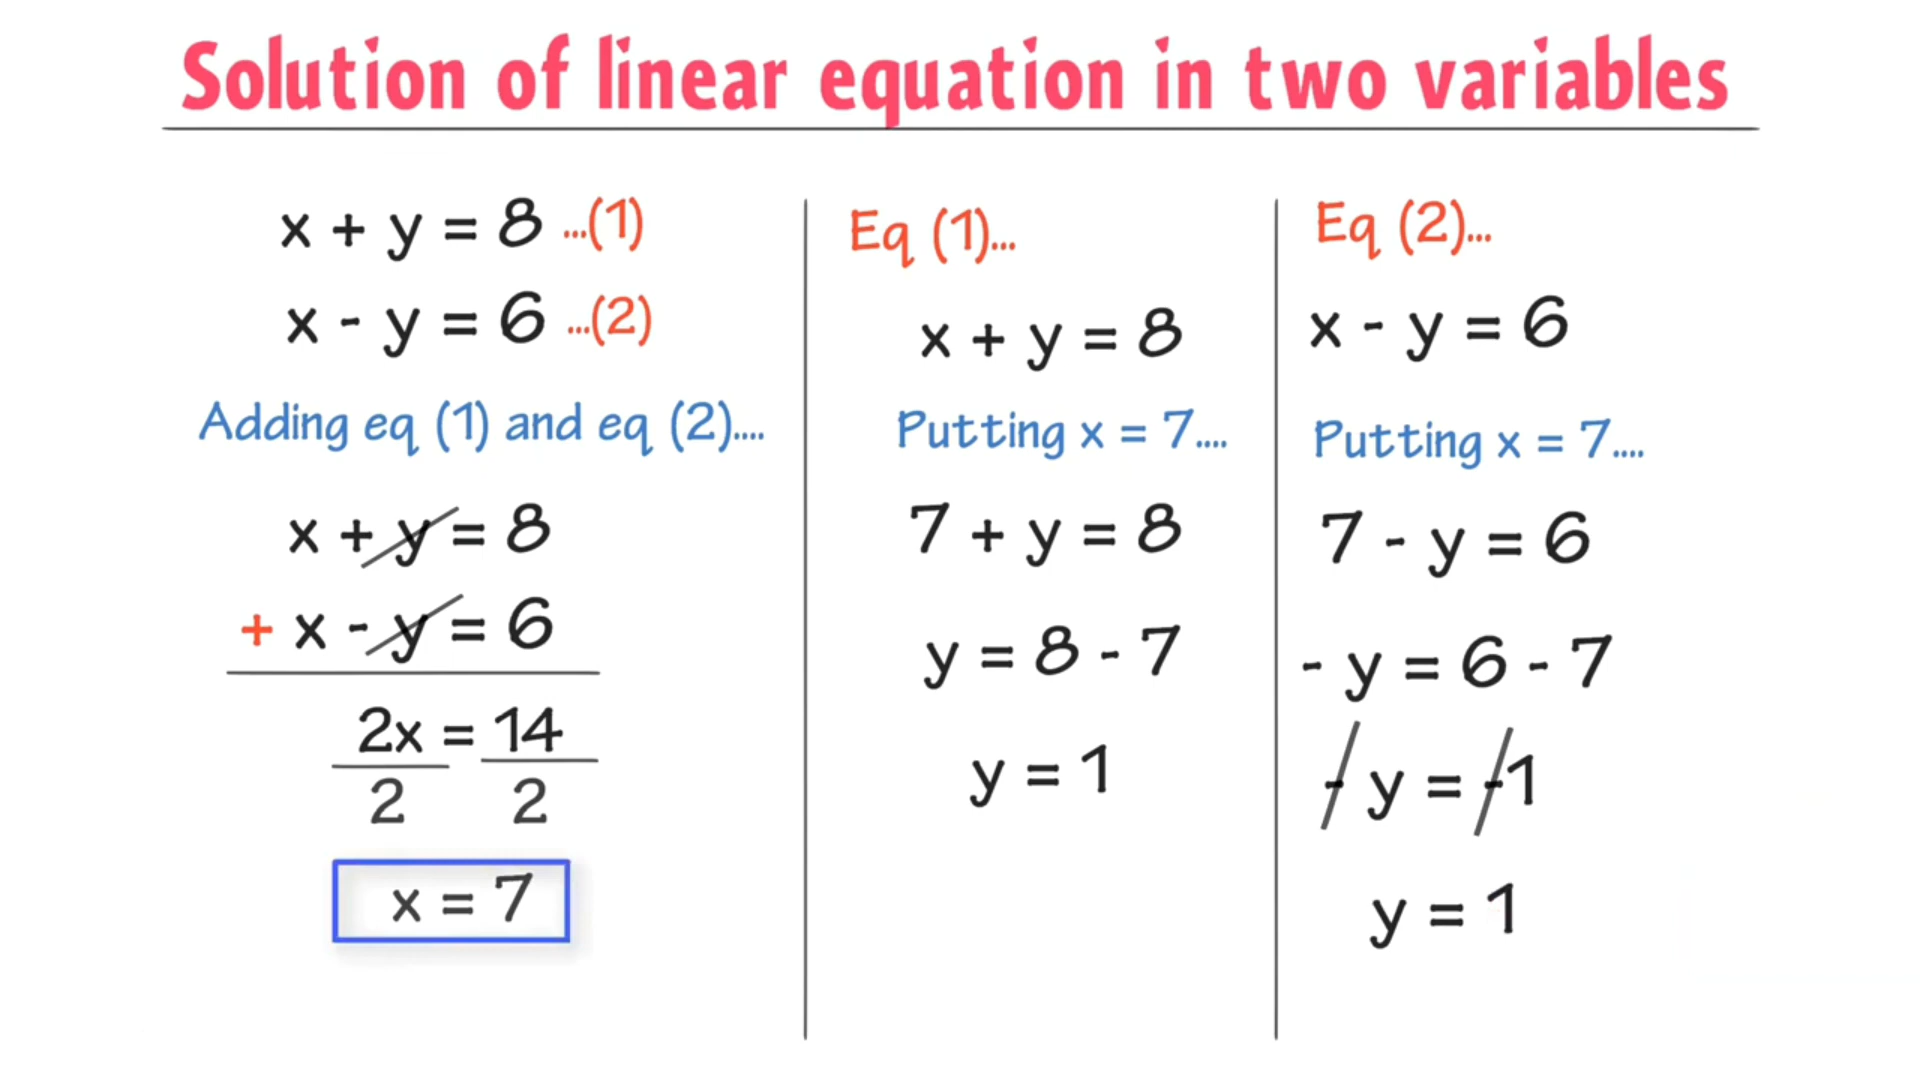 Solution of linear equation in two variables
x + y = 8 ...(1)
x - y = 6 ...(2)
Adding eq (1) and eq (2)....
x + y = 8
+ x - y = 6
2x = 14
2 2
x = 7
Eq (1)...
x + y = 8
Putting x = 7....
7 + y = 8
y = 8 - 7
y = 1
Eq (2)...
x - y = 6
Putting x = 7....
7 - y = 6
- y = 6 - 7
- y = -1
y = 1